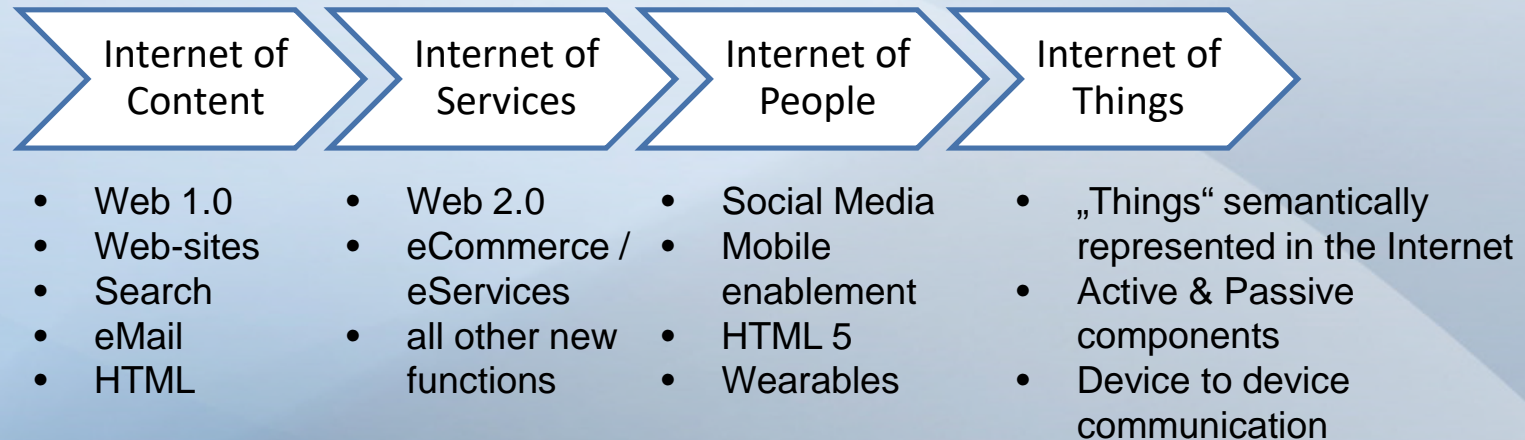 Internet of
Content
Internet of
Services
Internet of
People
Internet of
Things
• Web 1.0
• Web-sites
• Search
• eMail
• HTML
• Web 2.0
• eCommerce /
eServices
• all other new
functions
• Social Media
• Mobile
enablement
• HTML 5
• Wearables
• „Things“ semantically
represented in the Internet
• Active & Passive
components
• Device to device
communication